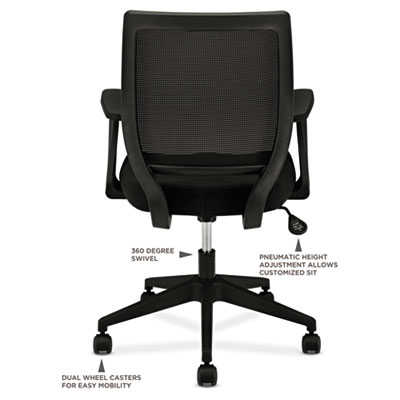 360 DEGREE
SWIVEL
PNEUMATIC HEIGHT
ADJUSTMENT ALLOWS
CUSTOMIZED SIT
DUAL WHEEL CASTERS
FOR EASY MOBILITY